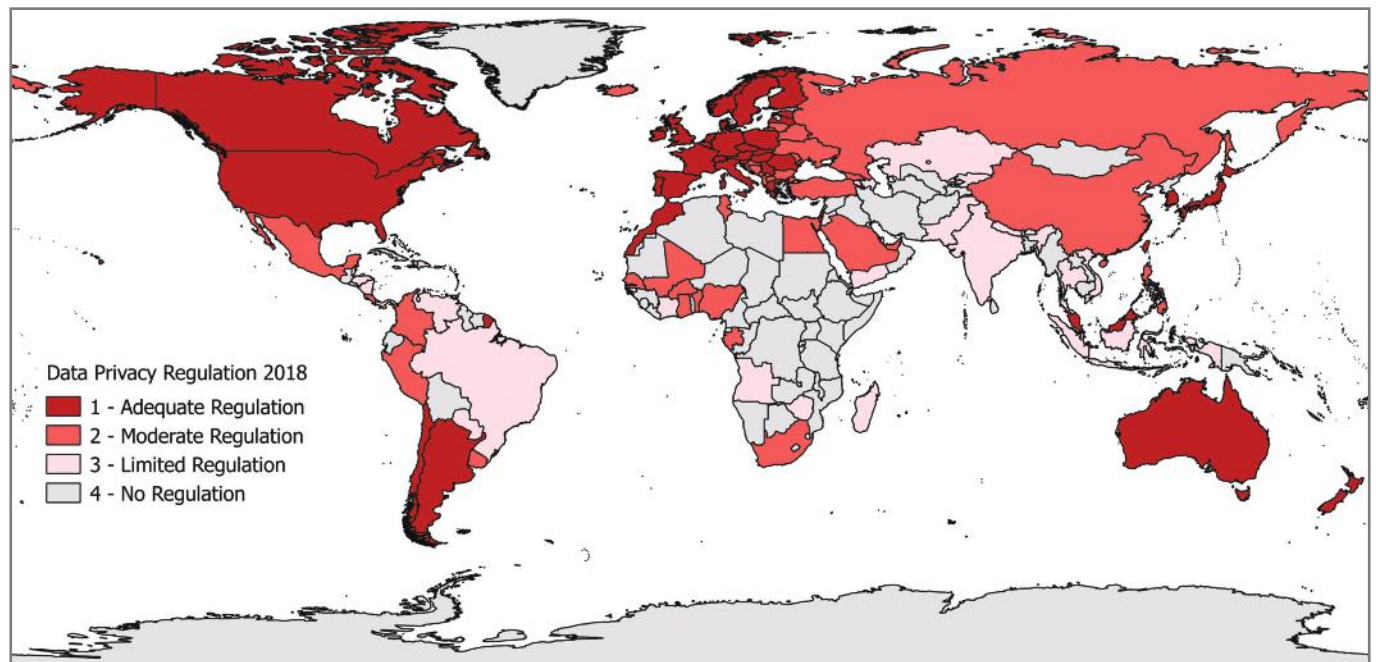 Data Privacy Regulation 2018
1 - Adequate Regulation
2 - Moderate Regulation
3 - Limited Regulation
4 - No Regulation